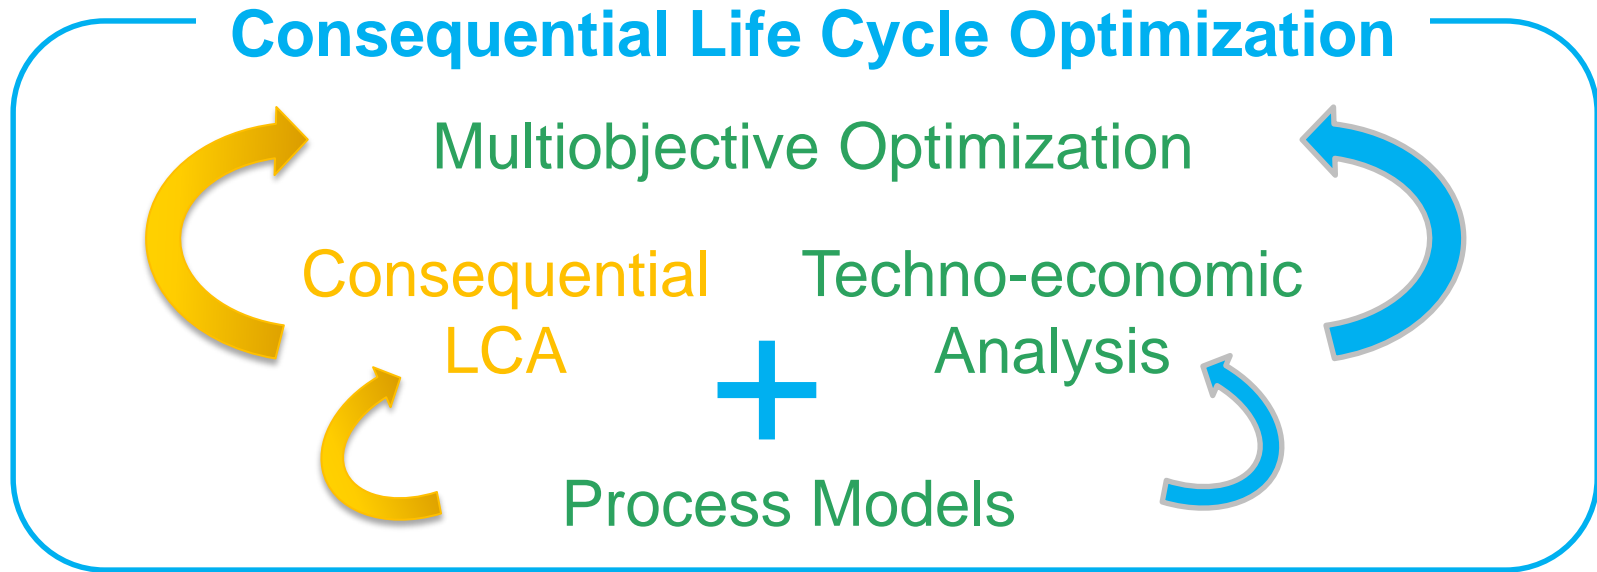 Consequential Life Cycle Optimization
Multiobjective Optimization
Consequential
LCA
Techno-economic
Analysis
+
Process Models